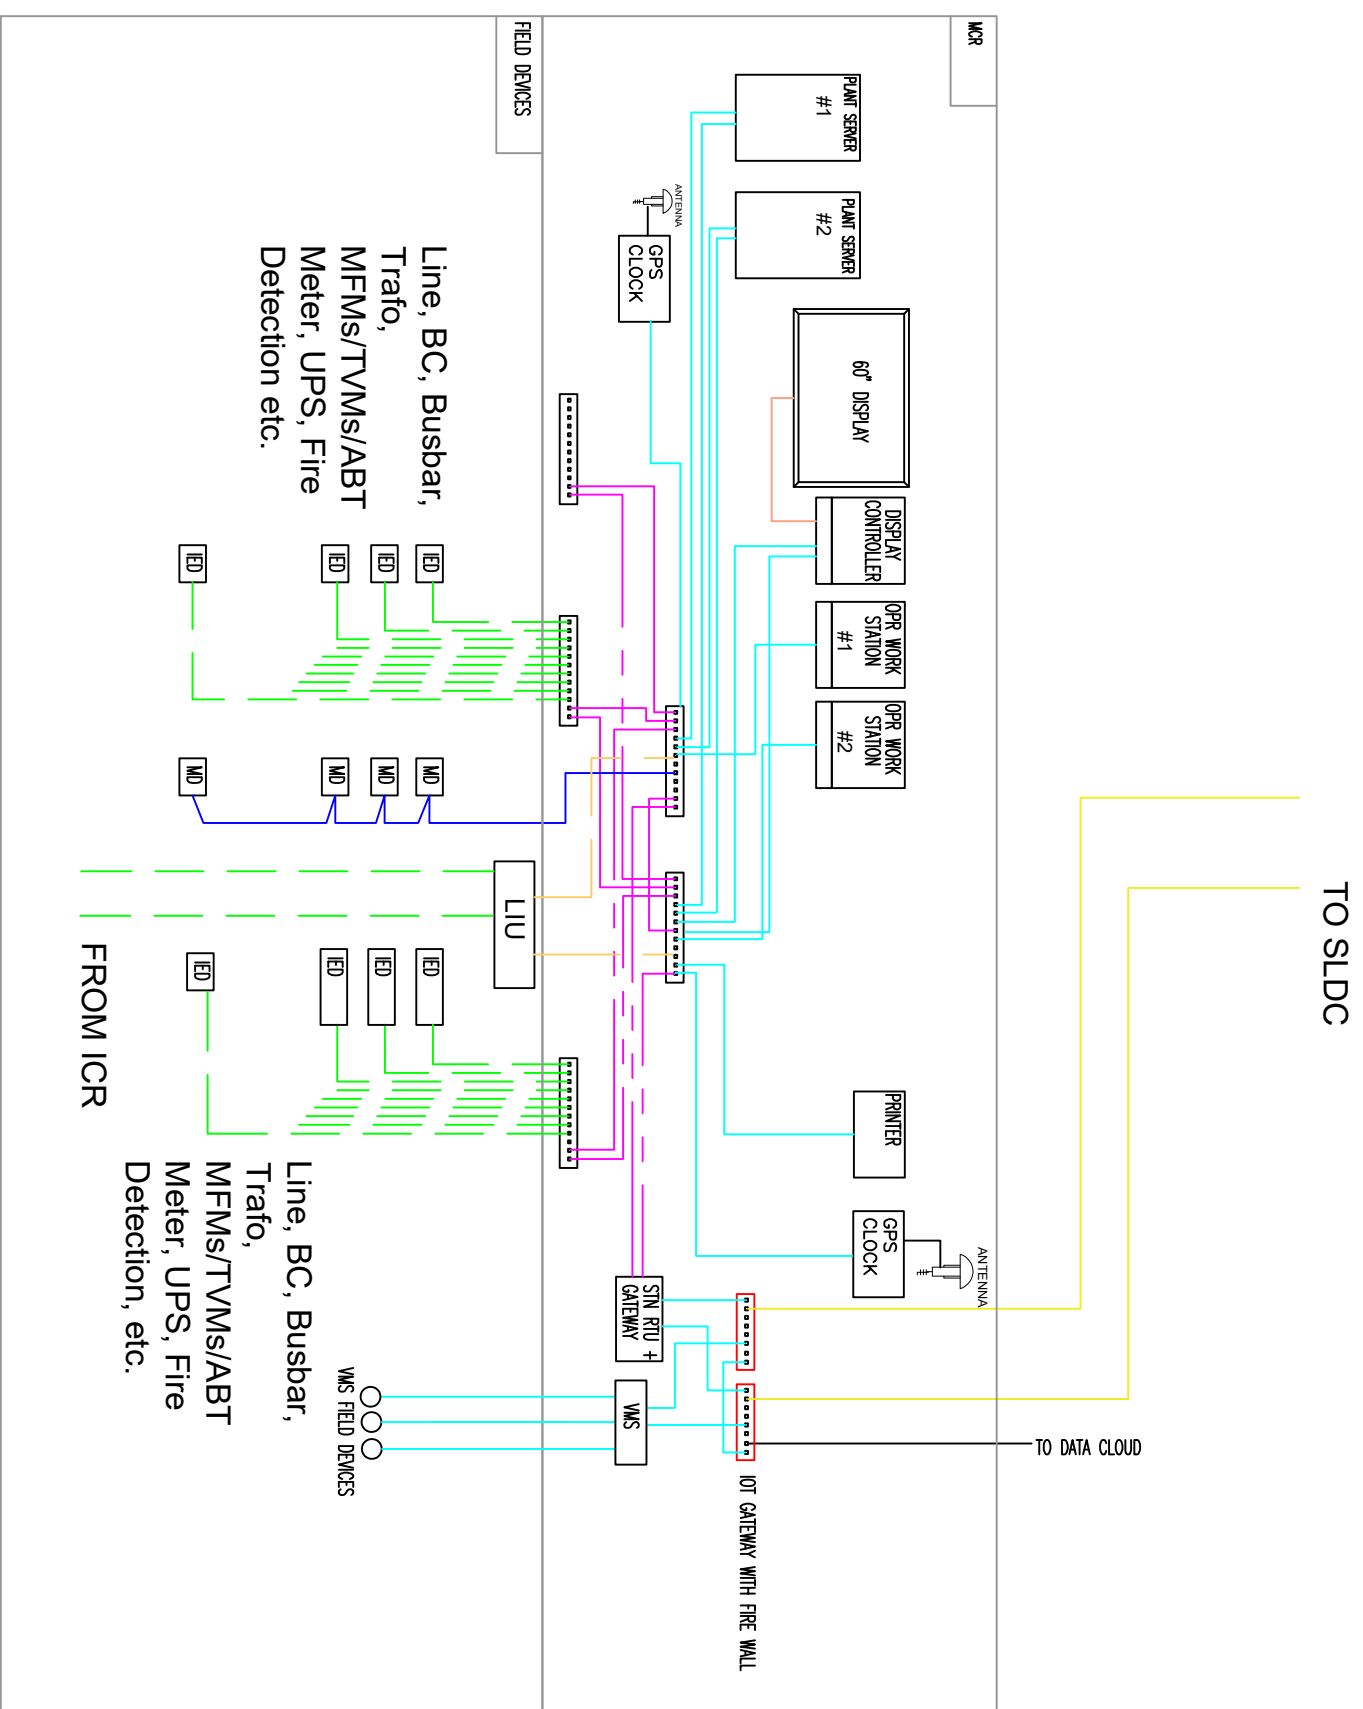 TO SLDC
TO DATA CLOUD
MCR
PLANT SERVER
#1
PLANT SERVER
#2
60" DISPLAY
DISPLAY
CONTROLLER
OPR WORK
STATION
#1
OPR WORK
STATION
#2
PRINTER
GPS
CLOCK
ANTENNA
ANTENNA
GPS
CLOCK
IOT GATEWAY WITH FIRE WALL
STN RTU +
GATEWAY
VMS
FIELD DEVICES
LIU
Line, BC, Busbar,
Trafo,
MFMs/TVMs/ABT
Meter, UPS, Fire
Detection etc.
IED
IED
IED
IED
MD
MD
MD
MD
IED
IED
IED
IED
FROM ICR
Line, BC, Busbar,
Trafo,
MFMs/TVMs/ABT
Meter, UPS, Fire
Detection, etc.
VMS FIELD DEVICES